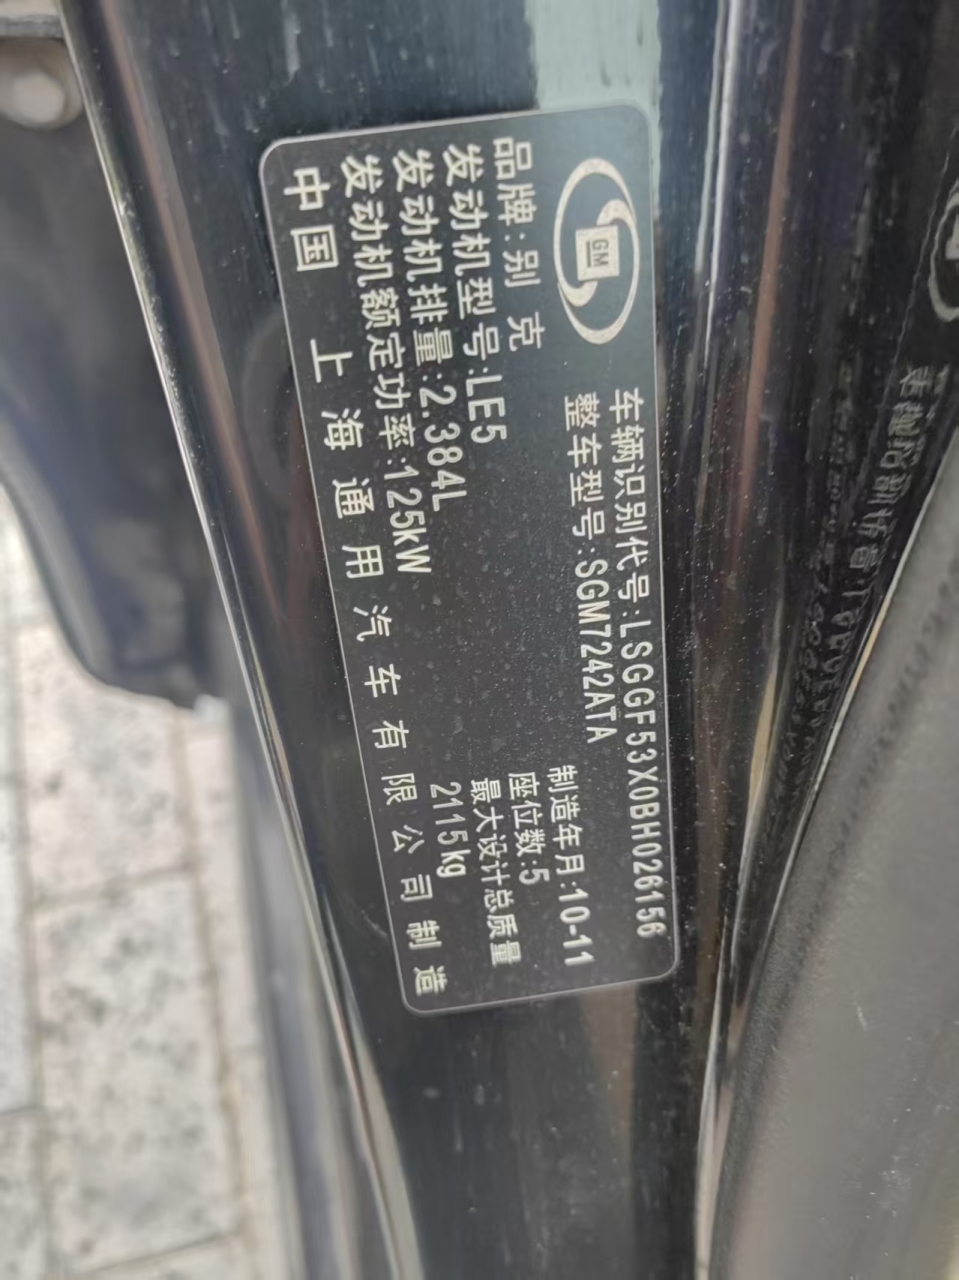 GM
车辆识别代号:LSGGF53X0BH026156
整车型号:SGM7242ATA
品牌:别克
制造年月:10-11
发动机型号:LE5
座位数:5
发动机排量:2.384L
最大设计总质量
发动机额定功率:125kW
2115kg
中国 上海通用汽车有限公司制造